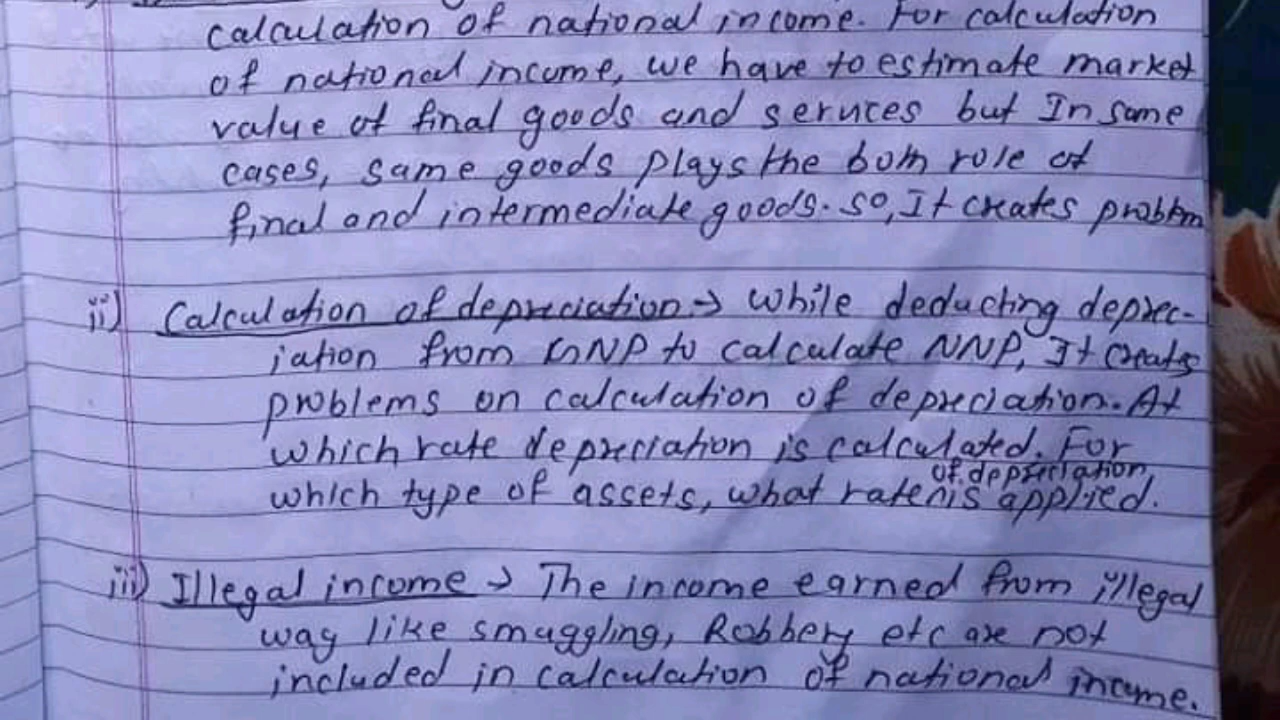 calculation of national income. For calculation
of national income, we have to estimate market
value of final goods and services but In some
cases, same goods plays the both role of
final and intermediate goods. so, It creates problem
ii) Calculation of depreciation → While deducting deprec-
iation from GNP to calculate NNP, It creates
problems on calculation of depreciation. At
which rate depreciation is calculated. For
which type of assets, what rate of depreciation is applied.
iii) Illegal income → The income earned from illegal
way like smuggling, Robbery etc are not
included in calculation of national income.